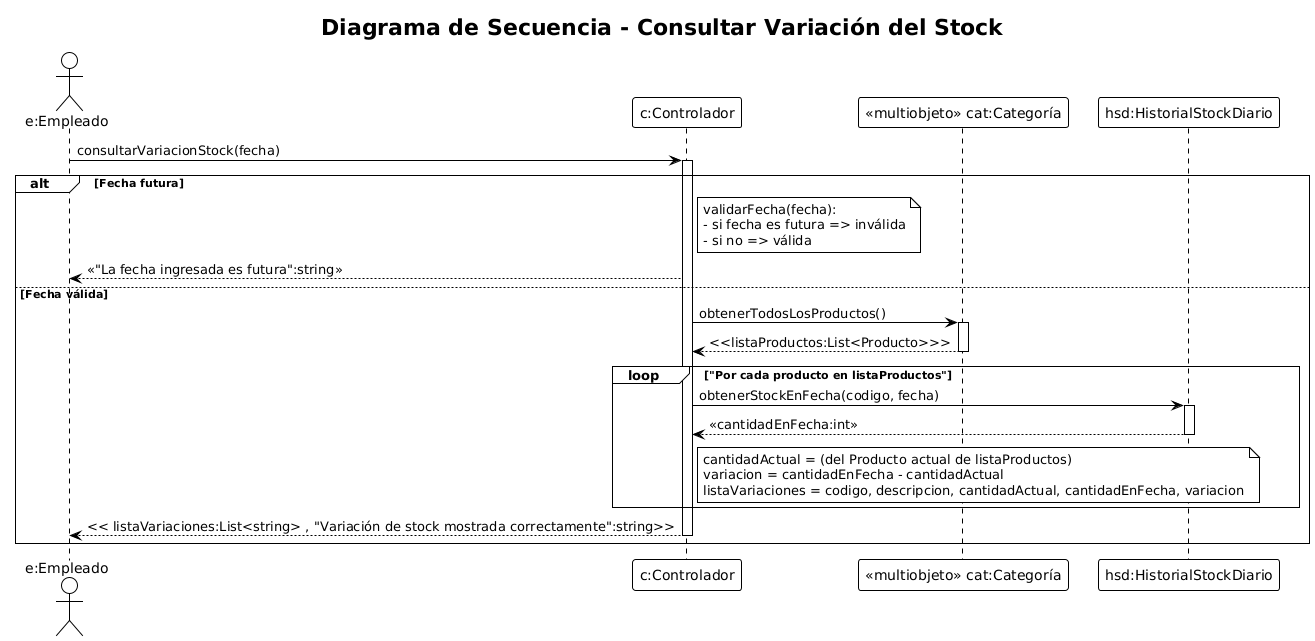 Diagrama de Secuencia - Consultar Variación del Stock
e:Empleado
c:Controlador
«multiobjeto» cat:Categoría
hsd:HistorialStockDiario
consultarVariacionStock(fecha)
alt
[Fecha futura]
validarFecha(fecha):
- si fecha es futura => inválida
- si no => válida
«"La fecha ingresada es futura":string»
[Fecha válida]
obtenerTodosLosProductos()
<<listaProductos:List<Producto>>>
loop
["Por cada producto en listaProductos"]
obtenerStockEnFecha(codigo, fecha)
«cantidadEnFecha:int»
cantidadActual = (del Producto actual de listaProductos)
variacion = cantidadEnFecha - cantidadActual
listaVariaciones = codigo, descripcion, cantidadActual, cantidadEnFecha, variacion
<< listaVariaciones:List<string> , "Variación de stock mostrada correctamente":string>>
e:Empleado
c:Controlador
«multiobjeto» cat:Categoría
hsd:HistorialStockDiario